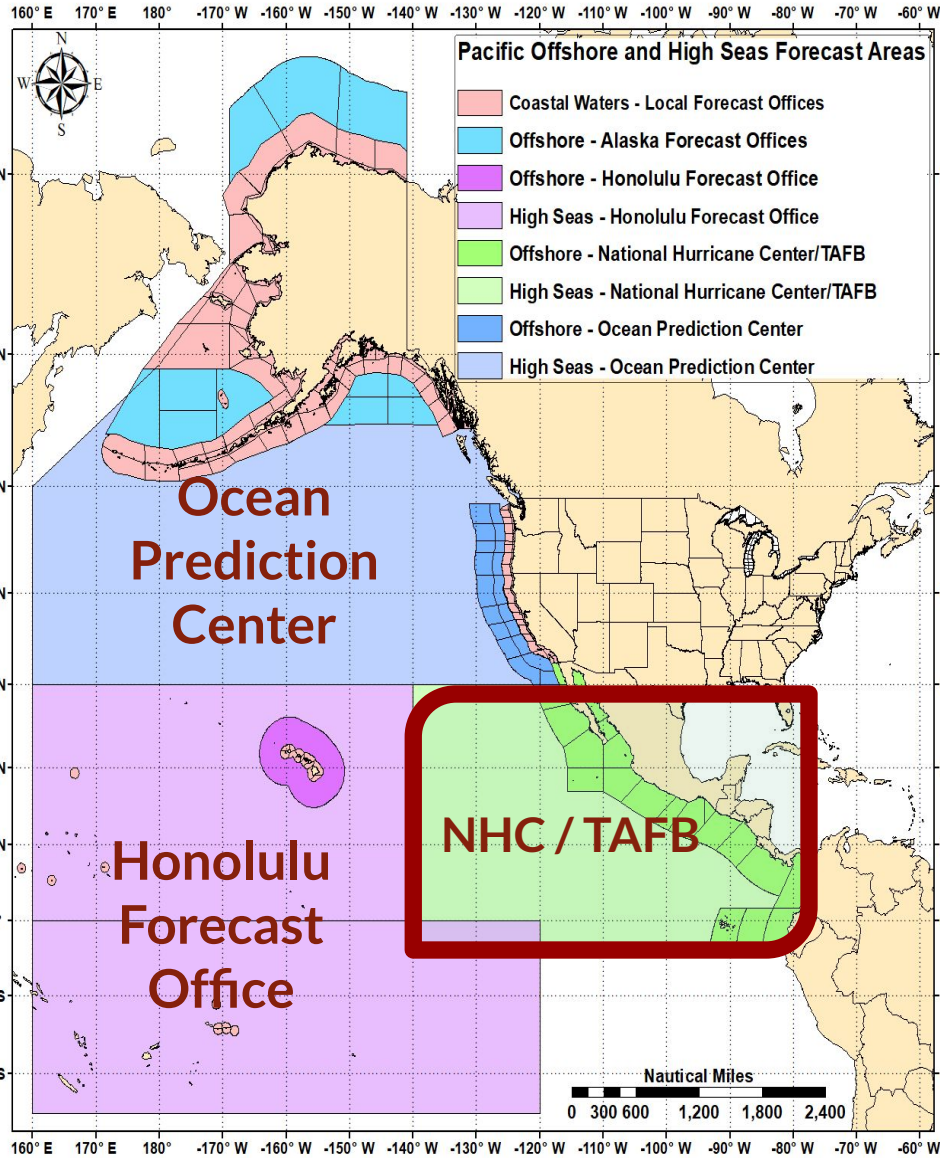 160° E 170° E 180° -170° W -160° W -150° W -140° W -130° W -120° W -110° W -100° W -90° W -80° W -70° W -60° W
N
W E
S
Pacific Offshore and High Seas Forecast Areas
Coastal Waters - Local Forecast Offices
Offshore - Alaska Forecast Offices
Offshore - Honolulu Forecast Office
High Seas - Honolulu Forecast Office
Offshore - National Hurricane Center/TAFB
High Seas - National Hurricane Center/TAFB
Offshore - Ocean Prediction Center
High Seas - Ocean Prediction Center
N
N
N
N
N
N
N
Ocean
Prediction
Center
NHC / TAFB
Honolulu
Forecast
Office
Nautical Miles
0 300 600 1,200 1,800 2,400
160° E 170° E 180° -170° W -160° W -150° W -140° W -130° W -120° W -110° W -100° W -90° W -80° W -70° W -60° W